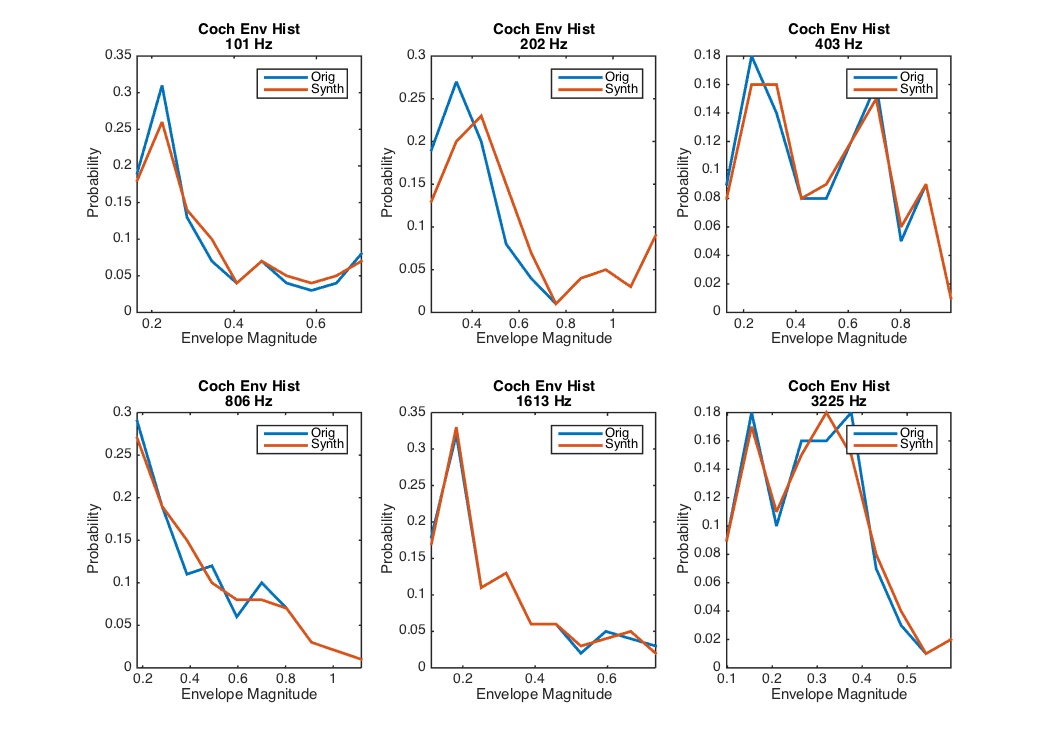 Coch Env Hist
101 Hz
0.35
0.3
0.25
0.2
0.15
0.1
0.05
0
Probability
Orig
Synth
0.2 0.4 0.6
Envelope Magnitude
Coch Env Hist
202 Hz
0.3
0.25
0.2
0.15
0.1
0.05
0
Probability
Orig
Synth
0.4 0.6 0.8 1
Envelope Magnitude
Coch Env Hist
403 Hz
0.18
0.16
0.14
0.12
0.1
0.08
0.06
0.04
0.02
0
Probability
Orig
Synth
0.2 0.4 0.6 0.8
Envelope Magnitude
Coch Env Hist
806 Hz
0.3
0.25
0.2
0.15
0.1
0.05
0
Probability
Orig
Synth
0.2 0.4 0.6 0.8 1
Envelope Magnitude
Coch Env Hist
1613 Hz
0.35
0.3
0.25
0.2
0.15
0.1
0.05
0
Probability
Orig
Synth
0.2 0.4 0.6
Envelope Magnitude
Coch Env Hist
3225 Hz
0.18
0.16
0.14
0.12
0.1
0.08
0.06
0.04
0.02
0
Probability
Orig
Synth
0.1 0.2 0.3 0.4 0.5
Envelope Magnitude